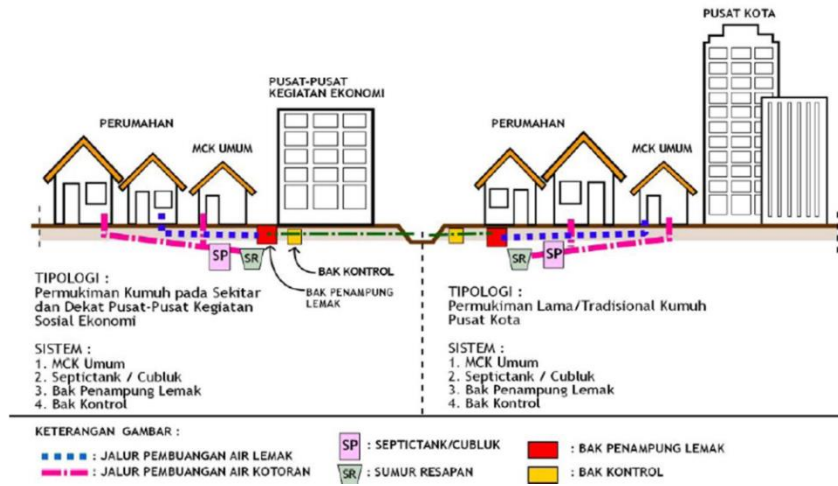 PUSAT KOTA
PUSAT-PUSAT
KEGIATAN EKONOMI
PERUMAHAN
MCK UMUM
PERUMAHAN
MCK UMUM
SP
SR
BAK KONTROL
BAK PENAMPUNG
LEMAK
SR
SP
TIPOLOGI :
Permukiman Kumuh pada Sekitar
dan Dekat Pusat-Pusat Kegiatan
Sosial Ekonomi
SISTEM :
1. MCK Umum
2. Septictank / Cubluk
3. Bak Penampung Lemak
4. Bak Kontrol
TIPOLOGI :
Permukiman Lama/Tradisional Kumuh
Pusat Kota
SISTEM :
1. MCK Umum
2. Septictank / Cubluk
3. Bak Penampung Lemak
4. Bak Kontrol
KETERANGAN GAMBAR :
: JALUR PEMBUANGAN AIR LEMAK
: JALUR PEMBUANGAN AIR KOTORAN
SP : SEPTICTANK/CUBLUK
SR : SUMUR RESAPAN
: BAK PENAMPUNG LEMAK
: BAK KONTROL